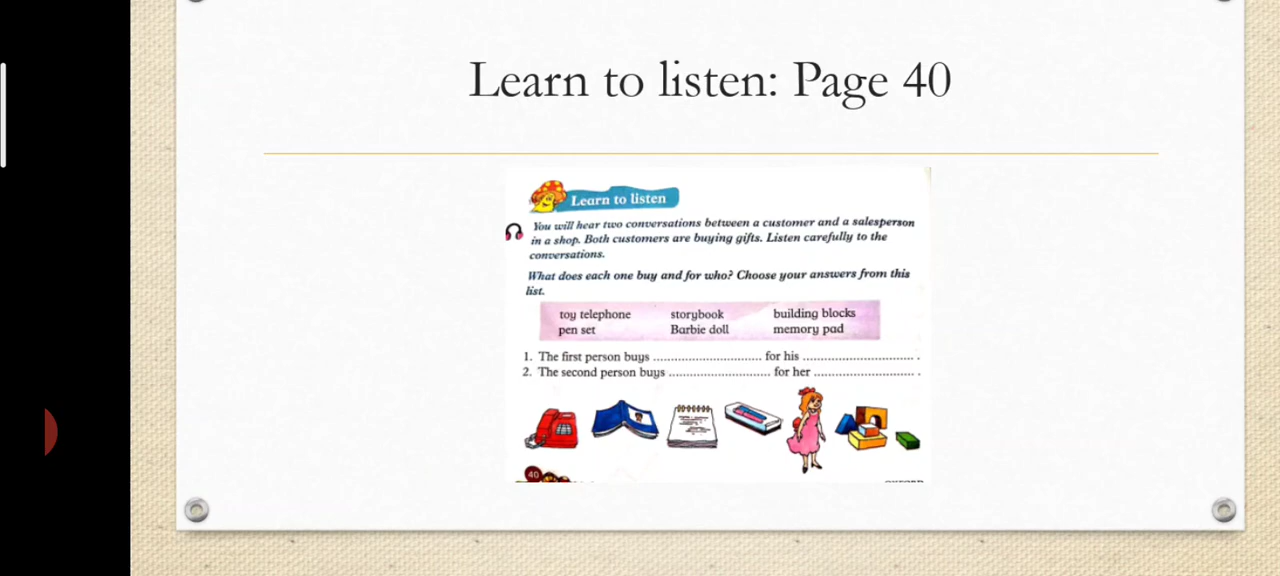 Learn to listen: Page 40
Learn to listen
You will hear two conversations between a customer and a salesperson
in a shop. Both customers are buying gifts. Listen carefully to the
conversations.
What does each one buy and for who? Choose your answers from this
list.
toy telephone storybook building blocks
pen set Barbie doll memory pad
1. The first person buys .............................. for his .............................. .
2. The second person buys ............................ for her ............................ .
40